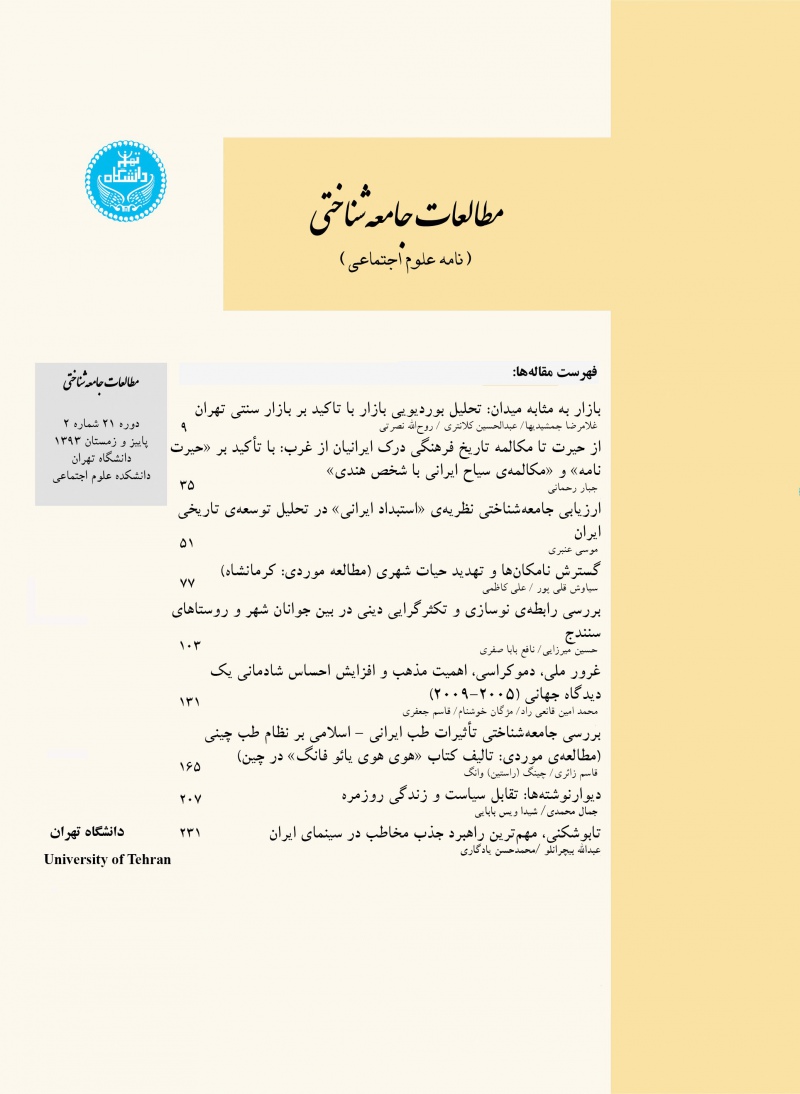 دانشگاه تهران
مطالعات جامعه شناختی
(نامه علوم اجتماعی)
فهرست مقاله‌ها:
بازار به مثابه میدان: تحلیل بوردیویی بازار با تاکید بر بازار سنتی تهران
غلامرضا جمشیدیها/ عبدالحسین کلانتری / روح‌الله نصرتی ۹
از حیرت تا مکالمه تاریخ فرهنگی درک ایرانیان از غرب: با تأکید بر «حیرت
نامه» و «مکالمه‌ی سیاح ایرانی با شخص هندی»
جبار رحمانی ۳۵
ارزیابی جامعه‌شناختی نظریه‌ی «استبداد ایرانی» در تحلیل توسعه‌ی تاریخی
ایران
موسی عنبری ۵۱
گسترش نامکان‌ها و تهدید حیات شهری (مطالعه موردی: کرمانشاه)
سیاوش قلی پور / علی کاظمی ۷۷
بررسی رابطه‌ی نوسازی و تکثرگرایی دینی در بین جوانان شهر و روستاهای
سنندج
حسین میرزایی/ نافع بابا صفری ۱۰۳
غرور ملی، دموکراسی، اهمیت مذهب و افزایش احساس شادمانی یک
دیدگاه جهانی (۲۰۰۵-۲۰۰۹)
محمد امین قانعی راد/ مژگان خوشنام/ قاسم جعفری ۱۳۱
بررسی جامعه‌شناختی تأثیرات طب ایرانی – اسلامی بر نظام طب چینی
(مطالعه‌ی موردی: تالیف کتاب «هوی هوی یائو فانگ» در چین)
قاسم زائری/ چینگ (راستین) وانگ ۱۶۵
دیوارنوشته‌ها: تقابل سیاست و زندگی روزمره ۲۰۷
جمال محمدی/ شیدا ویس بابایی
تابوشکنی، مهم‌ترین راهبرد جذب مخاطب در سینمای ایران ۲۳۱
عبدالله بیچرانلو /محمدحسن یادگاری
مطالعات جامعه شناختی
دوره ۲۱ شماره ۲
پاییز و زمستان ۱۳۹۳
دانشگاه تهران
دانشکده علوم اجتماعی
دانشگاه تهران
University of Tehran